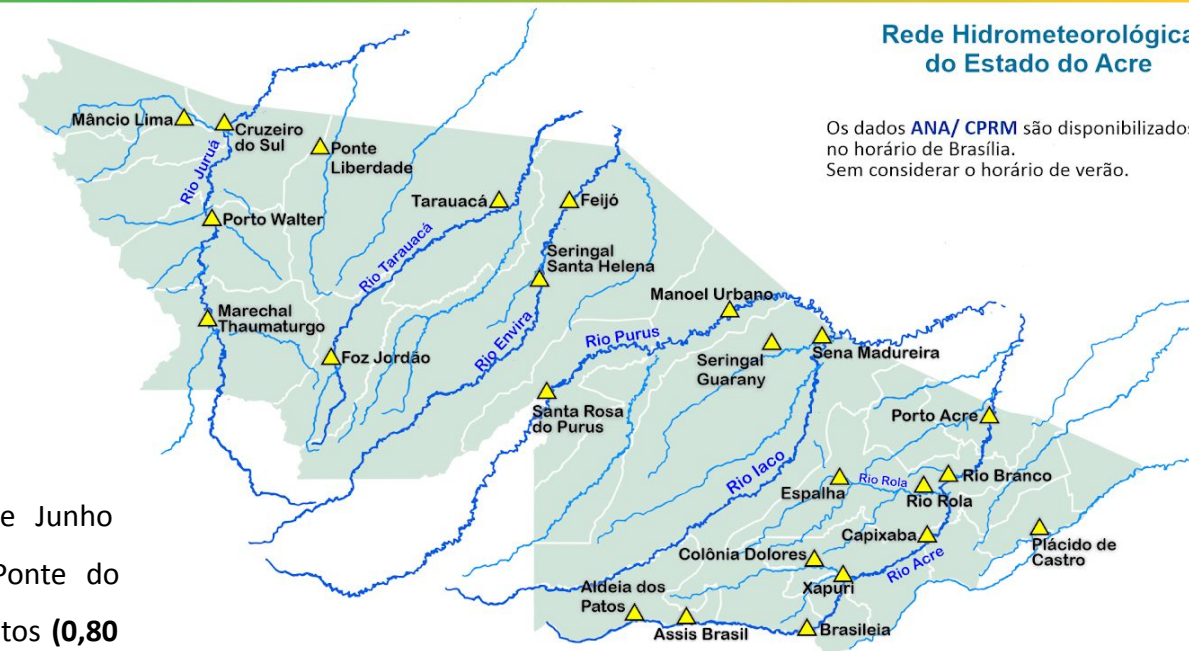 Rede Hidrometeorológica
do Estado do Acre
Os dados ANA/ CPRM são disponibilizados
no horário de Brasília.
Sem considerar o horário de verão.
Mâncio Lima
Cruzeiro
do Sul
Ponte
Liberdade
Rio Juruá
Tarauacá
Feijó
Porto Walter
Rio Tarauacá
Seringal
Santa Helena
Manoel Urbano
Marechal
Thaumaturgo
Rio Envira
Rio Purus
Foz Jordão
Seringal
Guarany
Sena Madureira
Santa Rosa
do Purus
Porto Acre
Rio Iaco
Espalha
Rio Rola
Rio Rola
Rio Branco
Capixaba
Plácido de
Castro
Colônia Dolores
Rio Acre
Xapuri
Aldeia dos
Patos
Assis Brasil
Brasileia
e Junho
Ponte do
tos (0,80